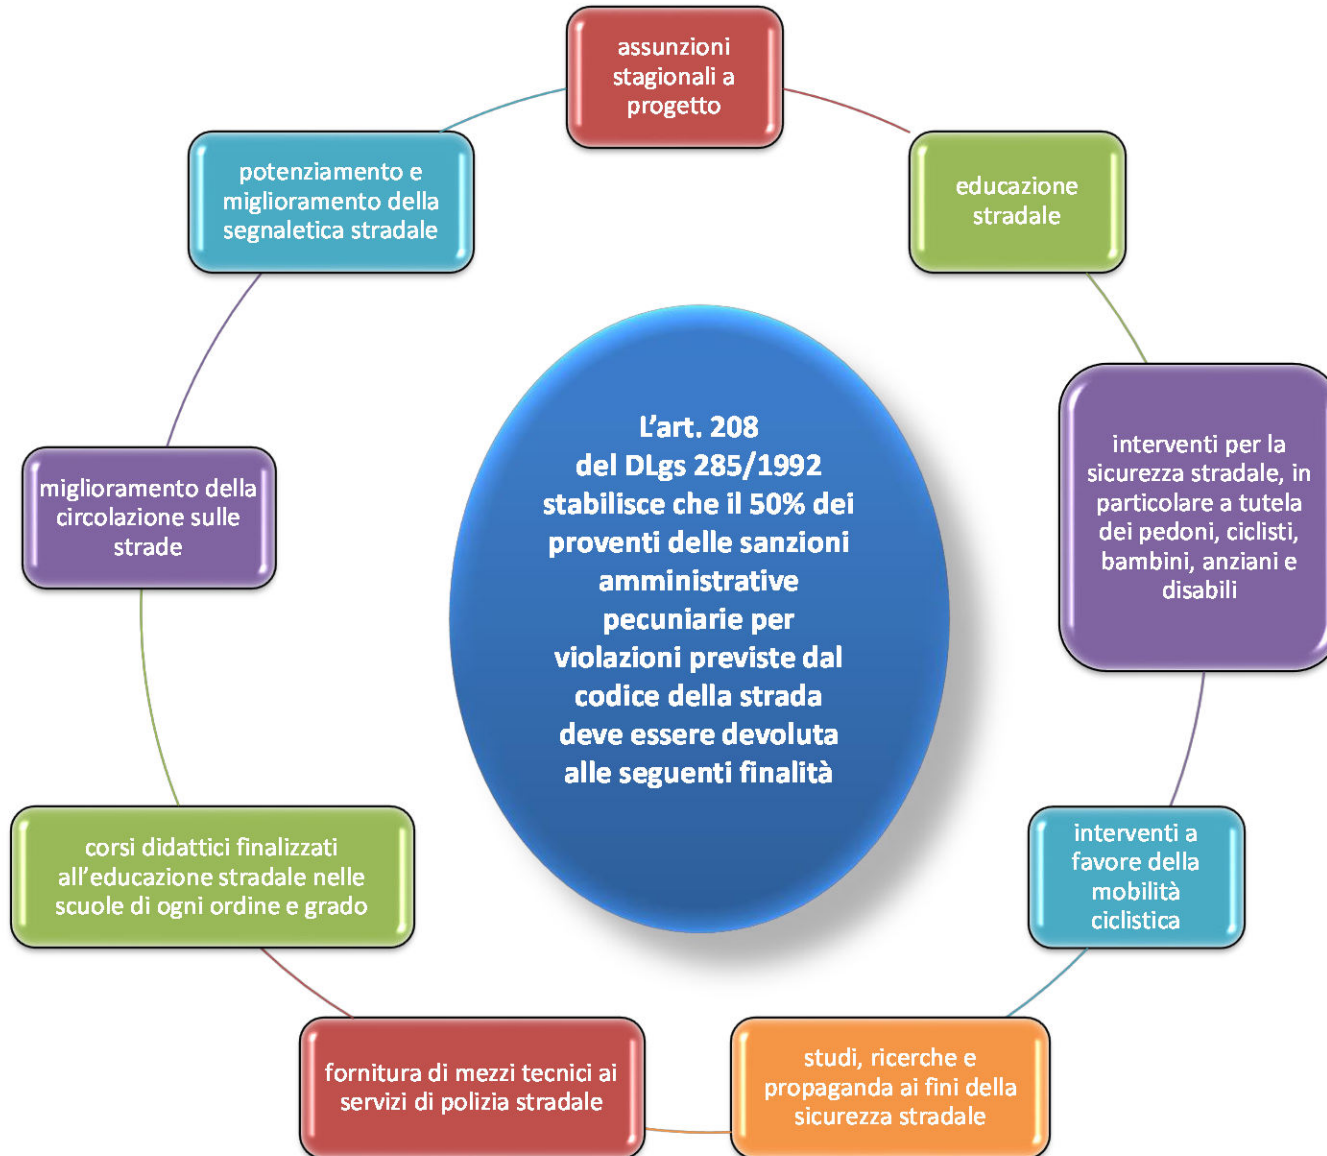 assunzioni
stagionali a
progetto
educazione
stradale
interventi per la
sicurezza stradale, in
particolare a tutela
dei pedoni, ciclisti,
bambini, anziani e
disabili
interventi a
favore della
mobilità
ciclistica
studi, ricerche e
propaganda ai fini della
sicurezza stradale
fornitura di mezzi tecnici ai
servizi di polizia stradale
corsi didattici finalizzati
all'educazione stradale nelle
scuole di ogni ordine e grado
miglioramento della
circolazione sulle
strade
potenziamento e
miglioramento della
segnaletica stradale
L'art. 208
del DLgs 285/1992
stabilisce che il 50% dei
proventi delle sanzioni
amministrative
pecuniarie per
violazioni previste dal
codice della strada
deve essere devoluta
alle seguenti finalità